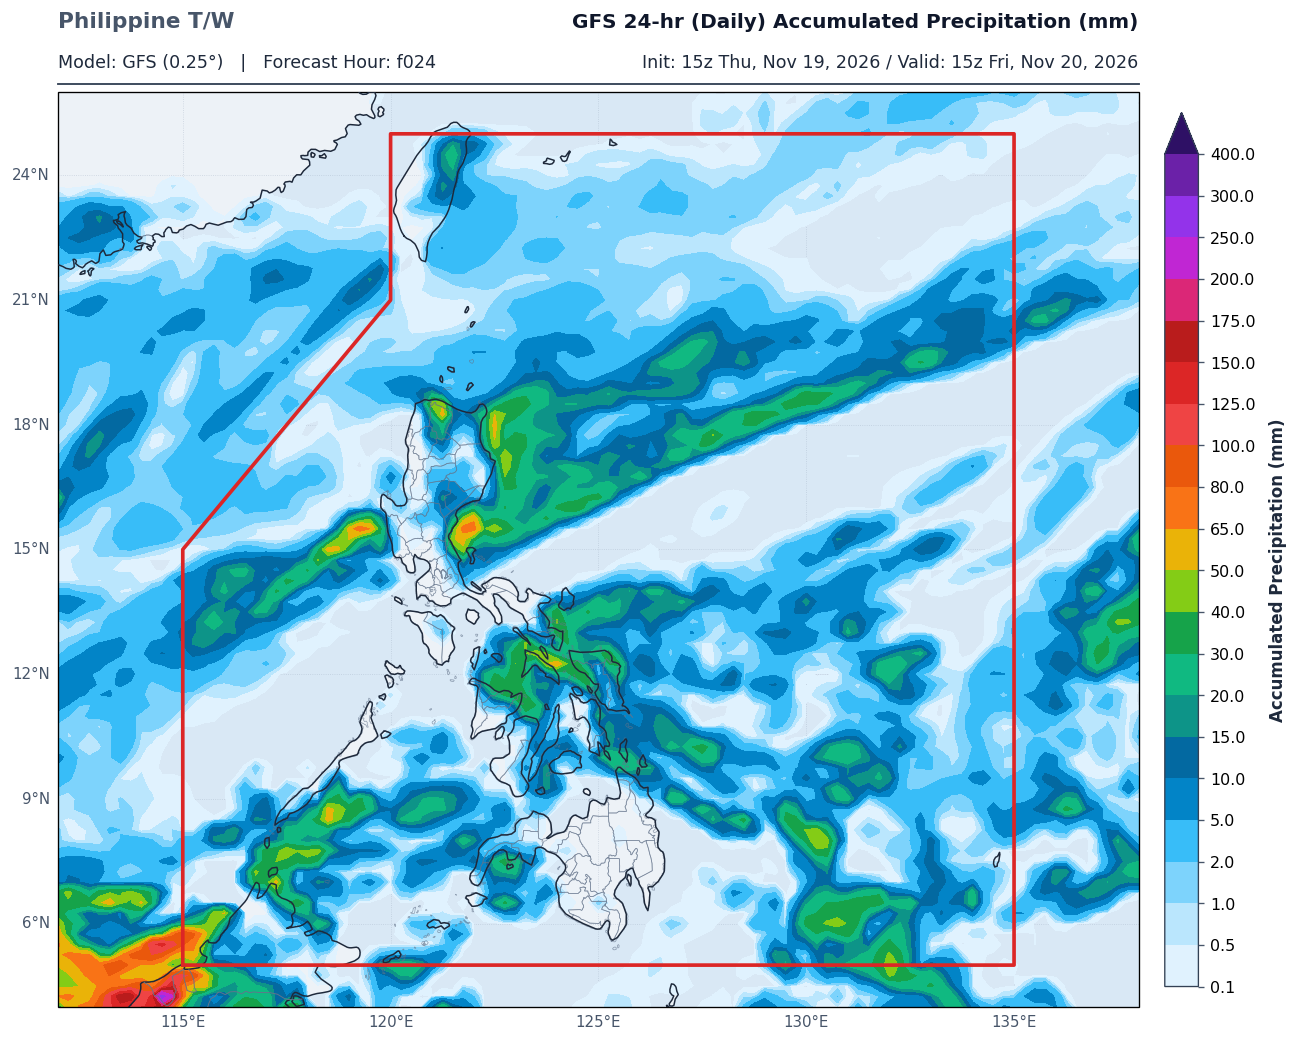 Philippine T/W
GFS 24-hr (Daily) Accumulated Precipitation (mm)
Model: GFS (0.25°) | Forecast Hour: f024
Init: 15z Thu, Nov 19, 2026 / Valid: 15z Fri, Nov 20, 2026
24°N
21°N
18°N
15°N
12°N
9°N
6°N
115°E
120°E
125°E
130°E
135°E
400.0
300.0
250.0
200.0
175.0
150.0
125.0
100.0
80.0
65.0
50.0
40.0
30.0
20.0
15.0
10.0
5.0
2.0
1.0
0.5
0.1
Accumulated Precipitation (mm)